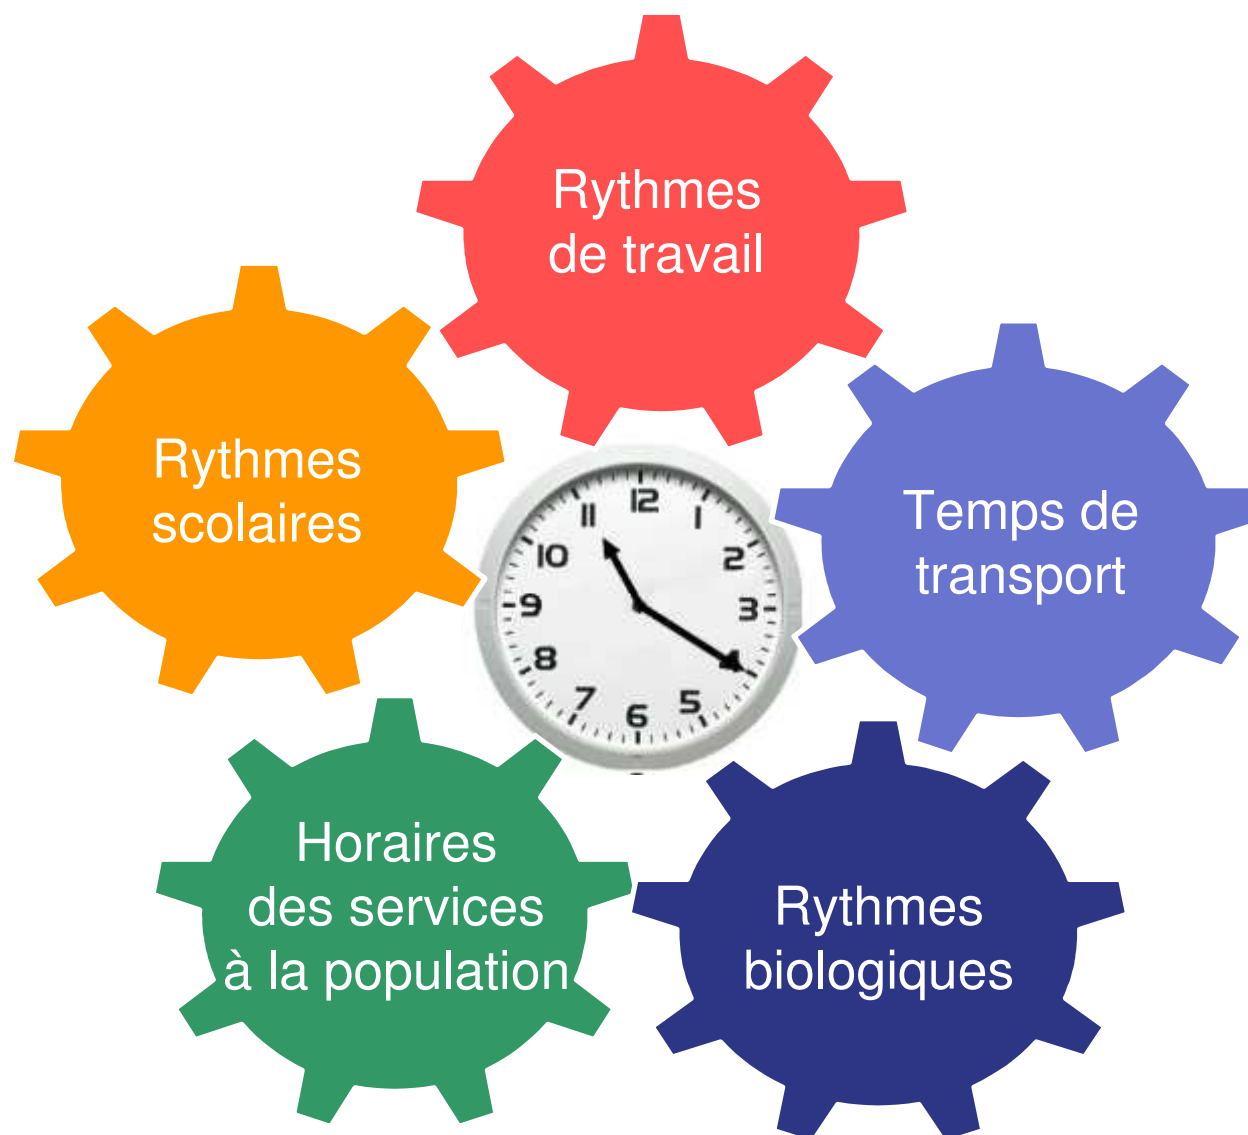 Rythmes
de travail
Rythmes
scolaires
Temps de
transport
12
11
1
10
2
9
3
8
4
7
5
6
Horaires
des services
à la population
Rythmes
biologiques